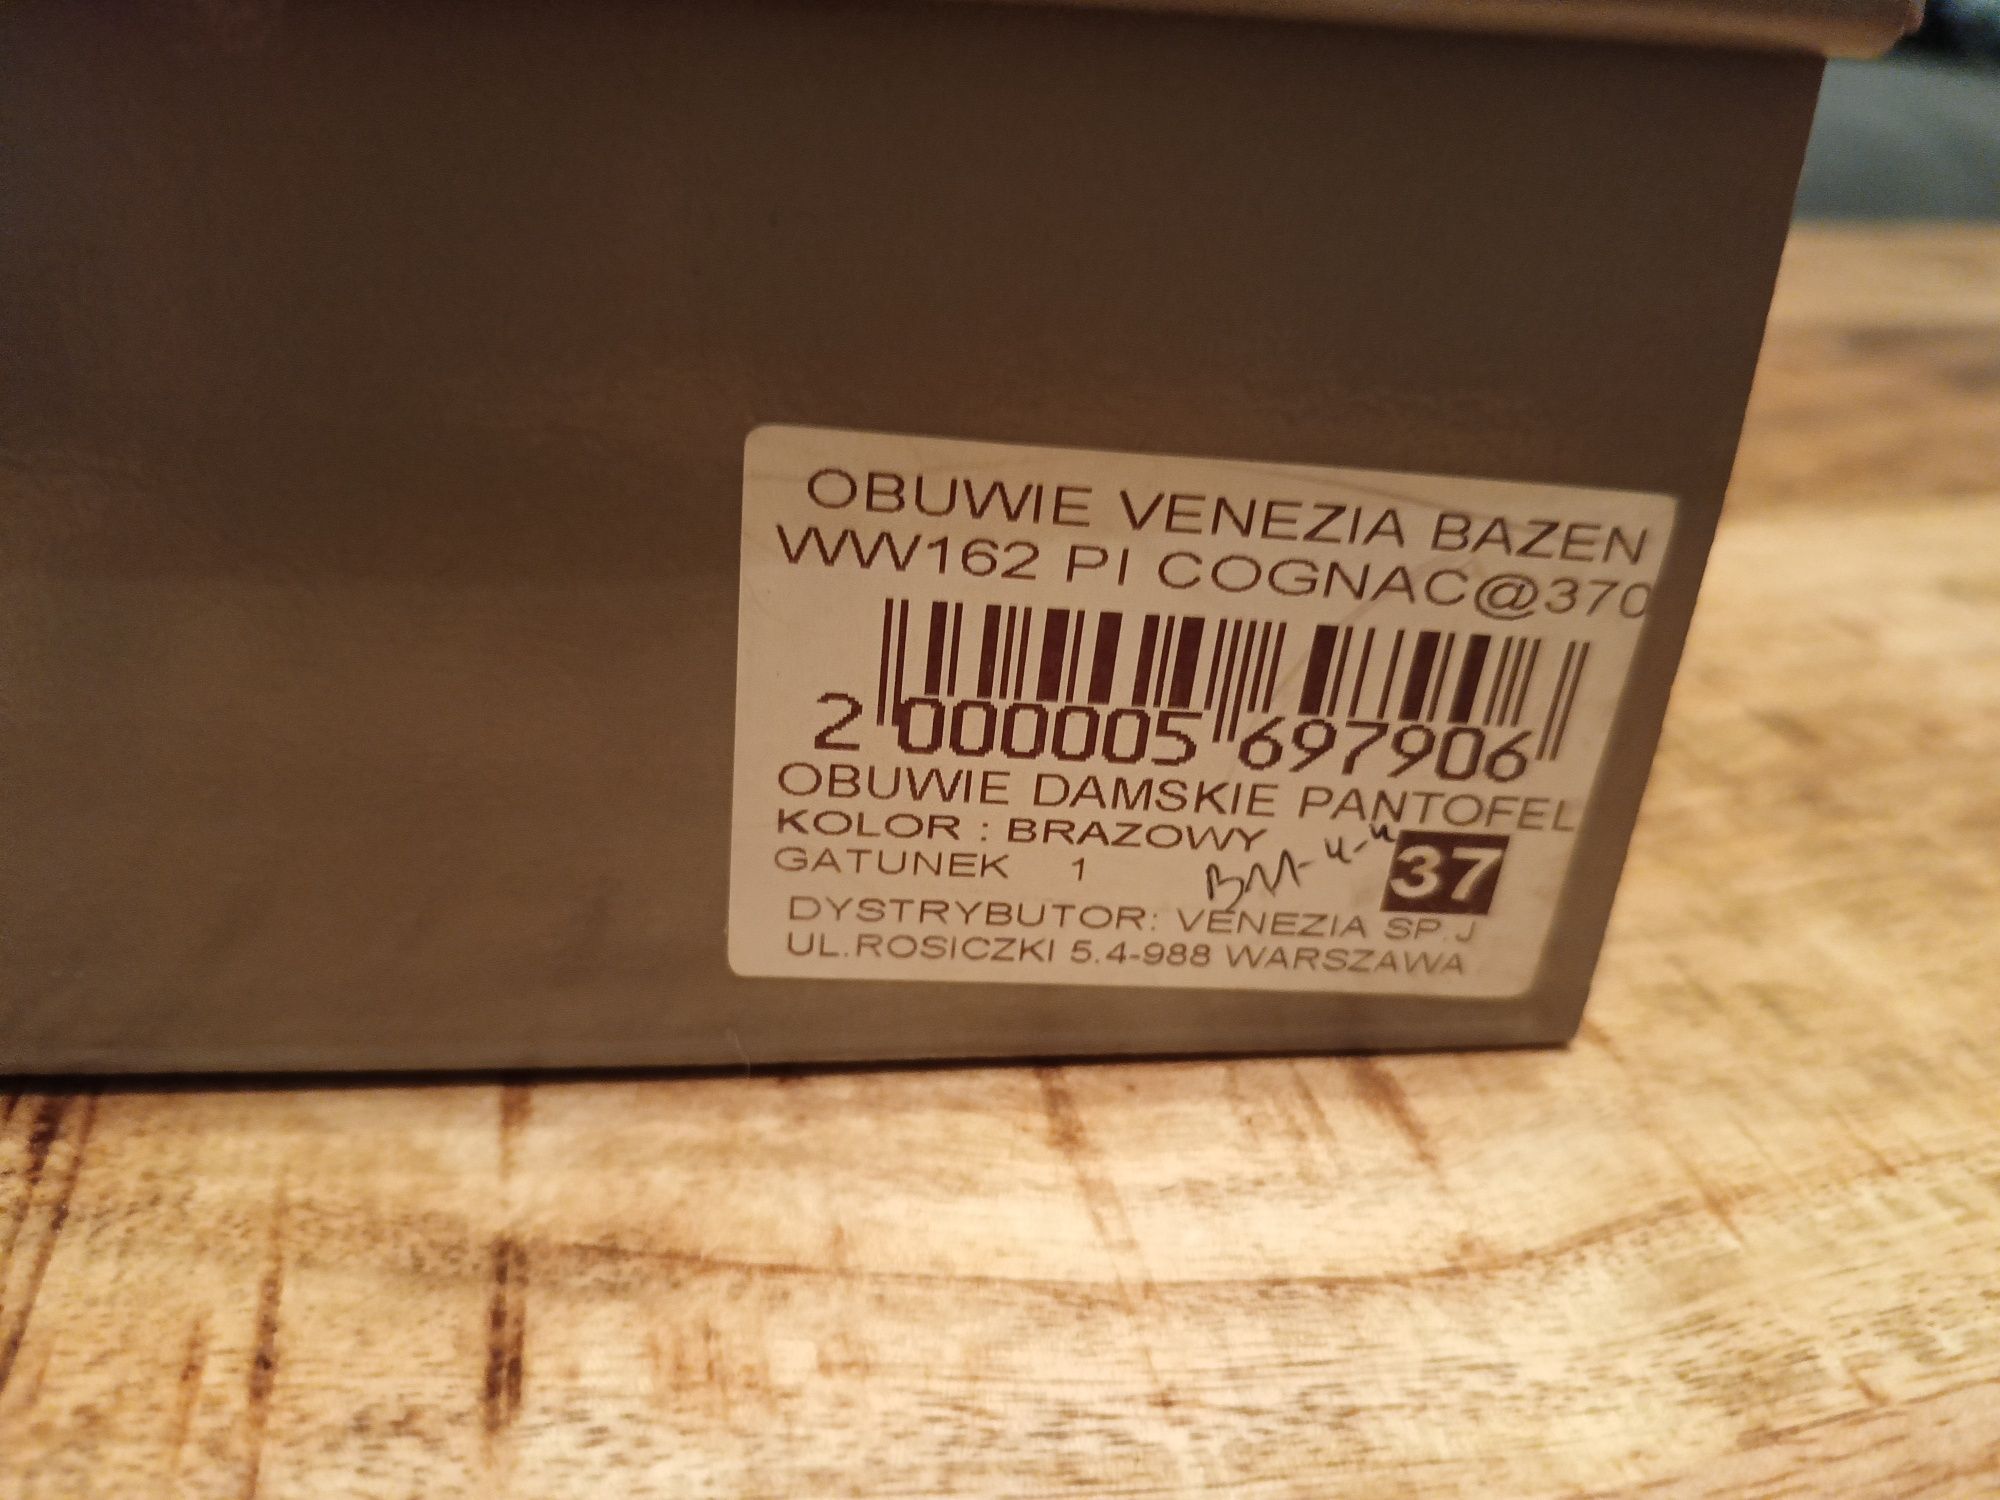 OBUWIE VENEZIA BAZEN
WW162 PI COGNAC@370
2 000005 697906
OBUWIE DAMSKIE PANTOFEL
KOLOR : BRAZOWY
GATUNEK 1
37
DYSTRYBUTOR: VENEZIA SP.J
UL.ROSICZKI 5.4-988 WARSZAWA